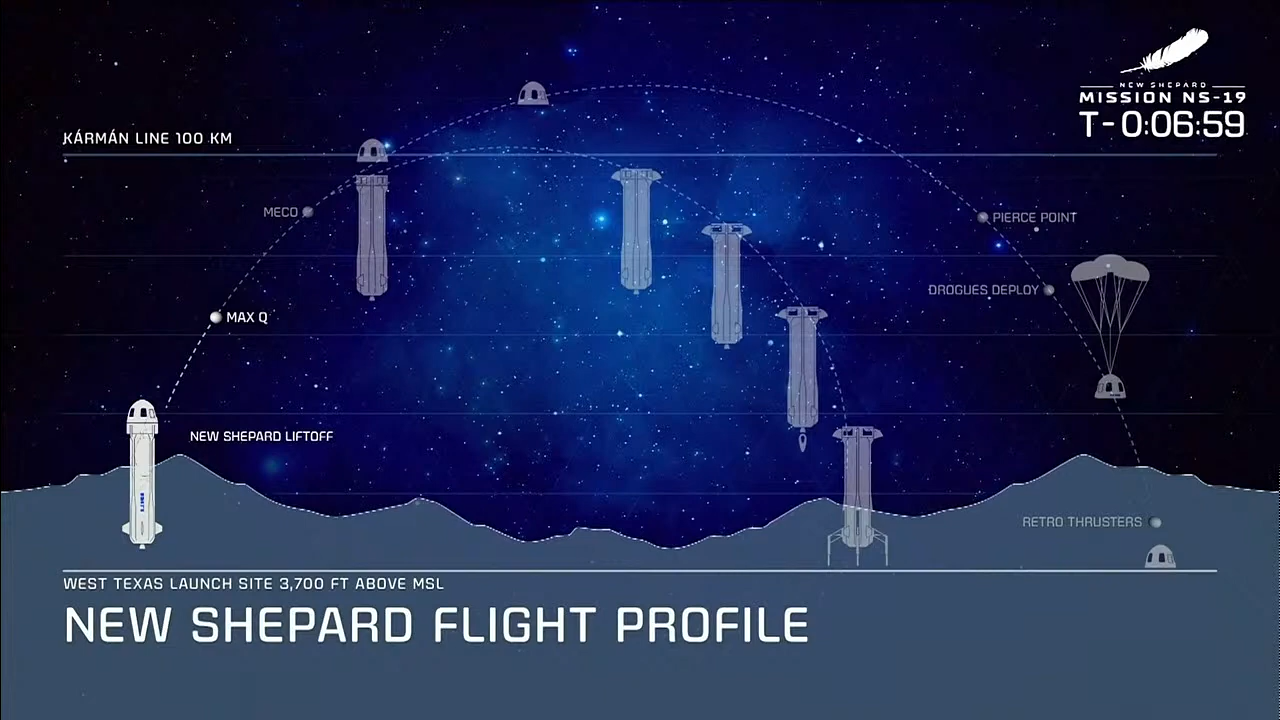 NEW SHEPARD
MISSION NS-19
T-0:06:59
KÁRMÁN LINE 100 KM
MECO
PIERCE POINT
DROGUES DEPLOY
MAX Q
NEW SHEPARD LIFTOFF
RETRO THRUSTERS
WEST TEXAS LAUNCH SITE 3,700 FT ABOVE MSL
NEW SHEPARD FLIGHT PROFILE